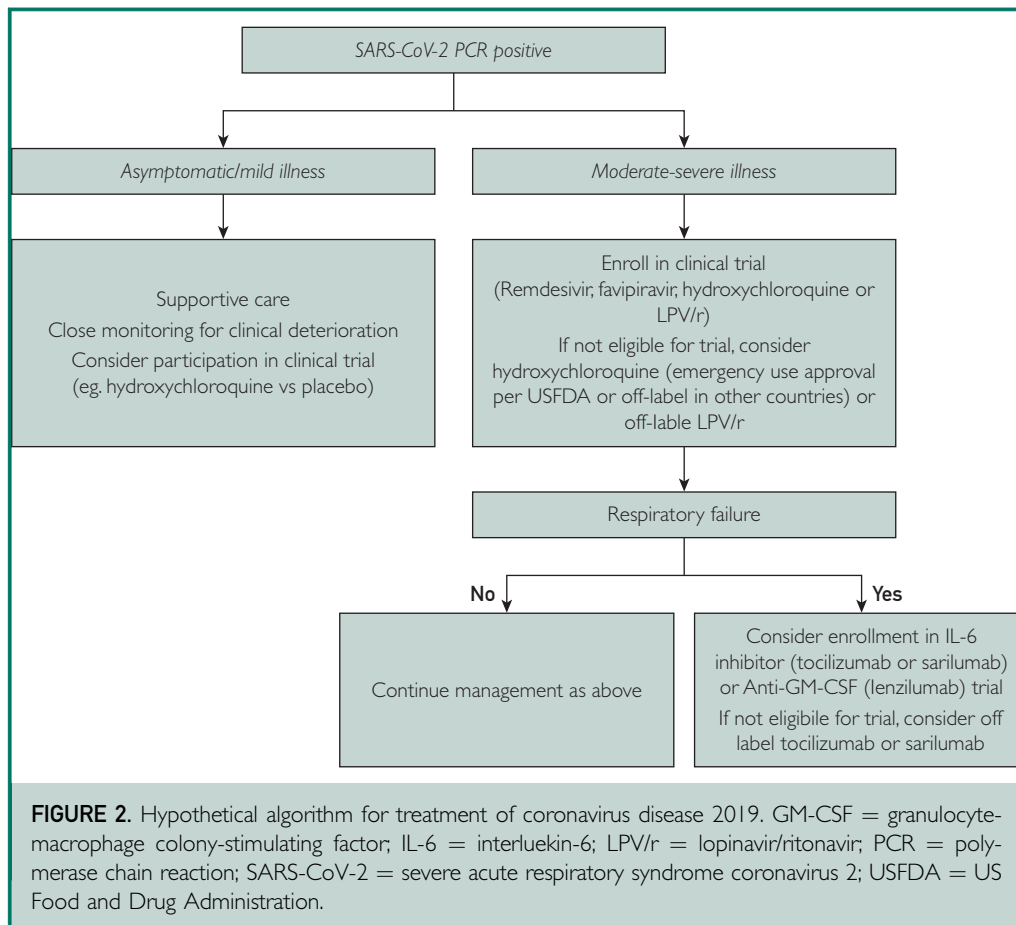 SARS-CoV-2 PCR positive
Asymptomatic/mild illness
Moderate-severe illness
Supportive care
Close monitoring for clinical deterioration
Consider participation in clinical trial
(eg. hydroxychloroquine vs placebo)
Enroll in clinical trial
(Remdesivir, favipiravir, hydroxychloroquine or
LPV/r)
If not eligible for trial, consider
hydroxychloroquine (emergency use approval
per USFDA or off-label in other countries) or
off-lable LPV/r
Respiratory failure
No
Yes
Continue management as above
Consider enrollment in IL-6
inhibitor (tocilizumab or sarilumab)
or Anti-GM-CSF (lenzilumab) trial
If not eligibile for trial, consider off
label tocilizumab or sarilumab
FIGURE 2. Hypothetical algorithm for treatment of coronavirus disease 2019. GM-CSF = granulocyte-
macrophage colony-stimulating factor; IL-6 = interluekin-6; LPV/r = lopinavir/ritonavir; PCR = poly-
merase chain reaction; SARS-CoV-2 = severe acute respiratory syndrome coronavirus 2; USFDA = US
Food and Drug Administration.